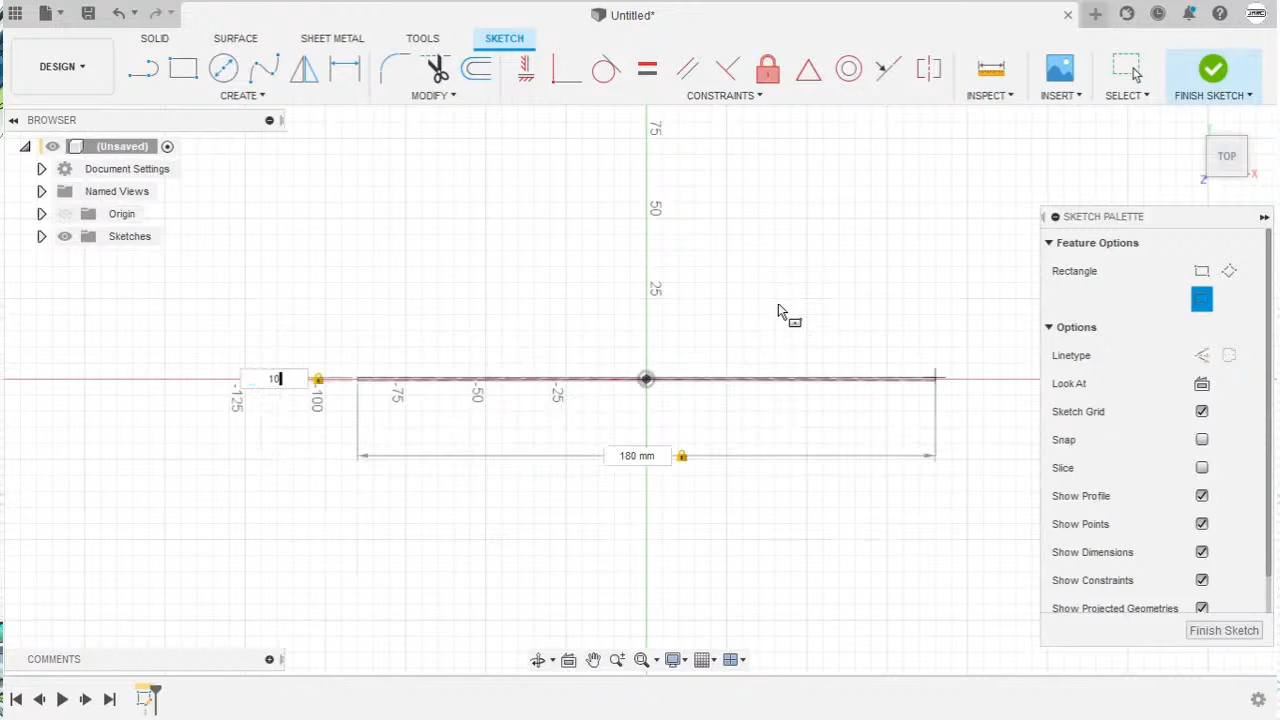 Untitled*
SOLID
SURFACE
SHEET METAL
TOOLS
SKETCH
DESIGN
CREATE
MODIFY
CONSTRAINTS
INSPECT
INSERT
SELECT
FINISH SKETCH
BROWSER
(Unsaved)
Document Settings
Named Views
Origin
Sketches
75
50
25
TOP
Z
X
SKETCH PALETTE
Feature Options
Rectangle
Options
Linetype
Look At
Sketch Grid
Snap
Slice
Show Profile
Show Points
Show Dimensions
Show Constraints
Show Projected Geometries
Finish Sketch
10
-125
-100
-75
-50
-25
180 mm
COMMENTS